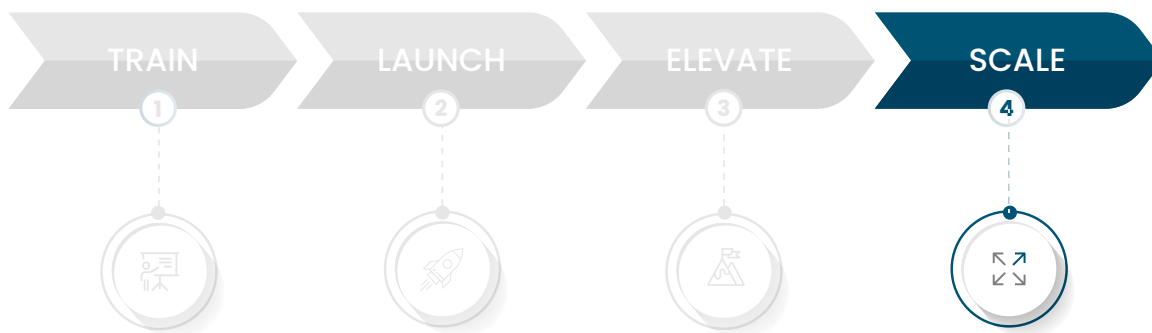 TRAIN
LAUNCH
ELEVATE
SCALE
1
2
3
4